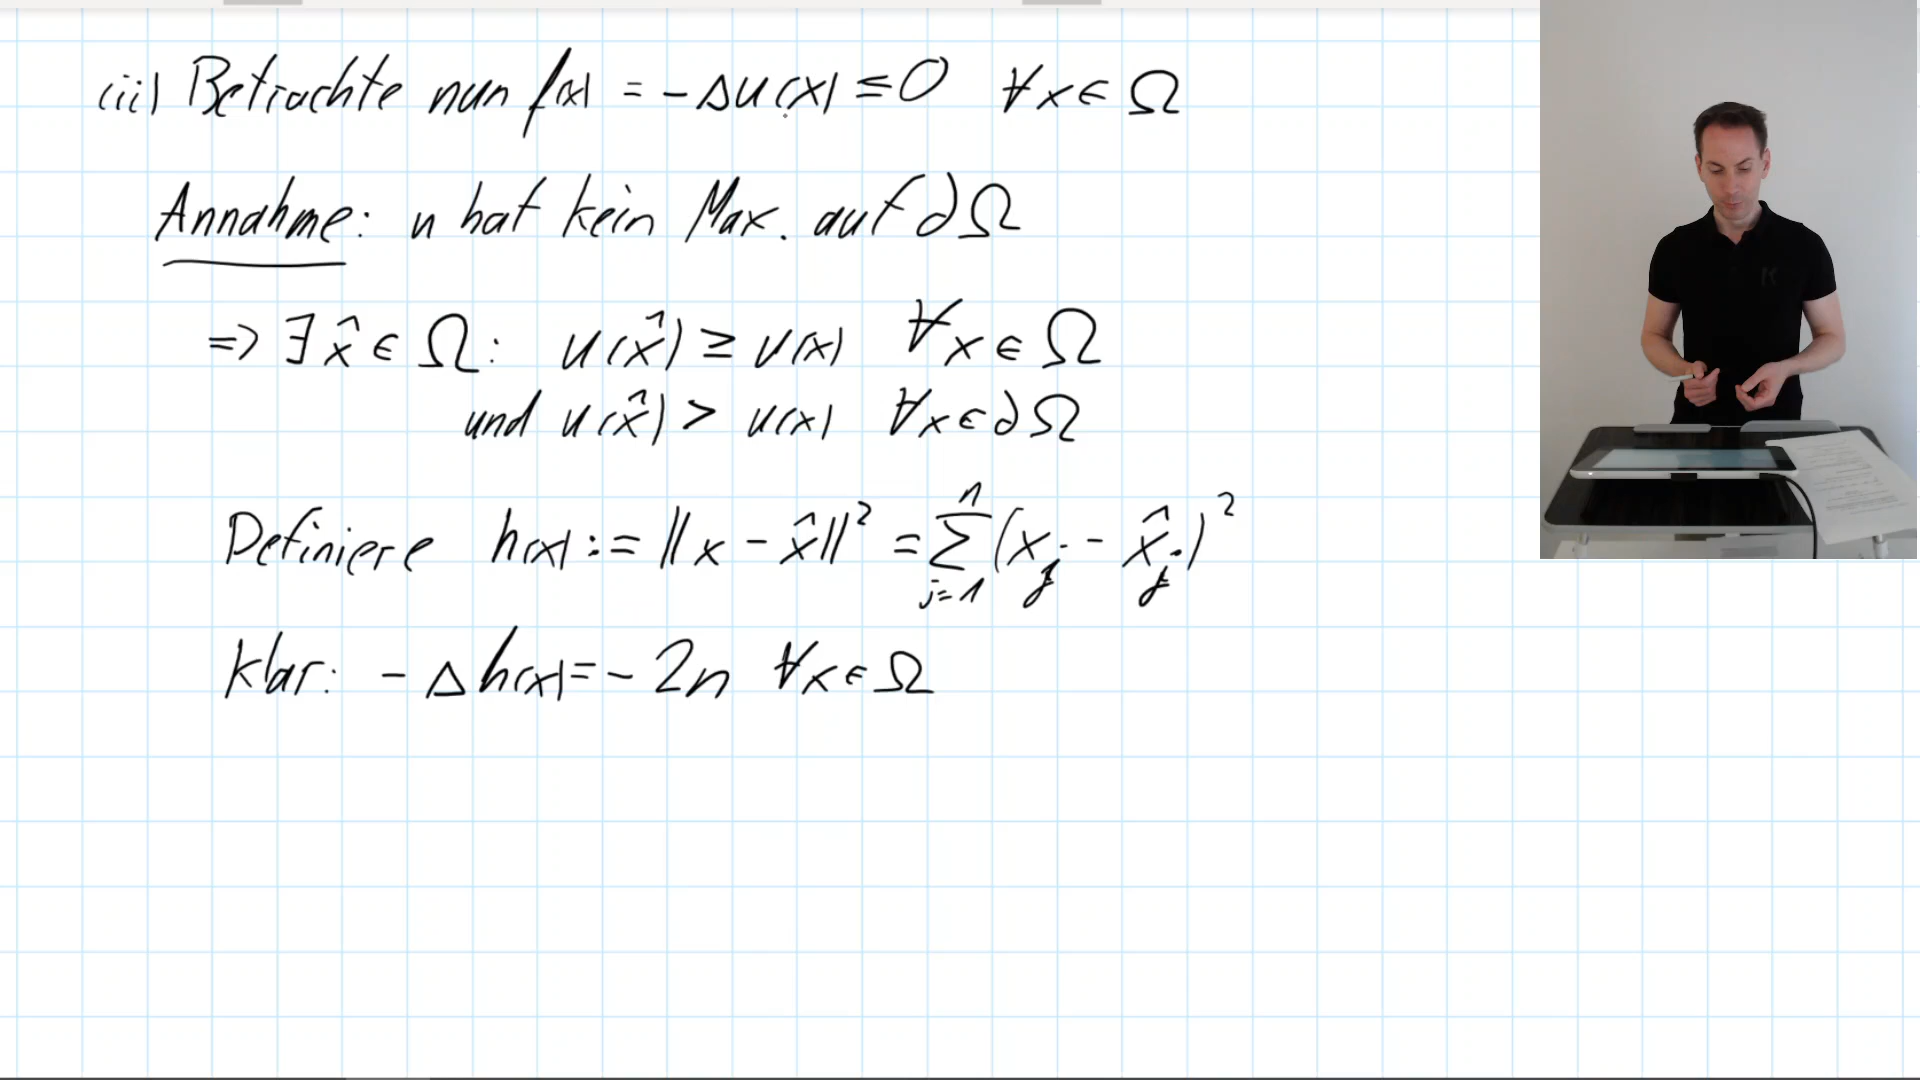 (ii) Betrachte nun f(x) = -Δu(x) ≤ 0 ∀x∈Ω
Annahme: u hat kein Max. auf ∂Ω
=> ∃ x̂ ∈ Ω: u(x̂) ≥ u(x) ∀x∈Ω
und u(x̂) > u(x) ∀x∈∂Ω
Definiere h(x) := ||x - x̂||² = Σ_{j=1}^{n} (x_j - x̂_j)²
Klar: -Δh(x) = -2n ∀x∈Ω